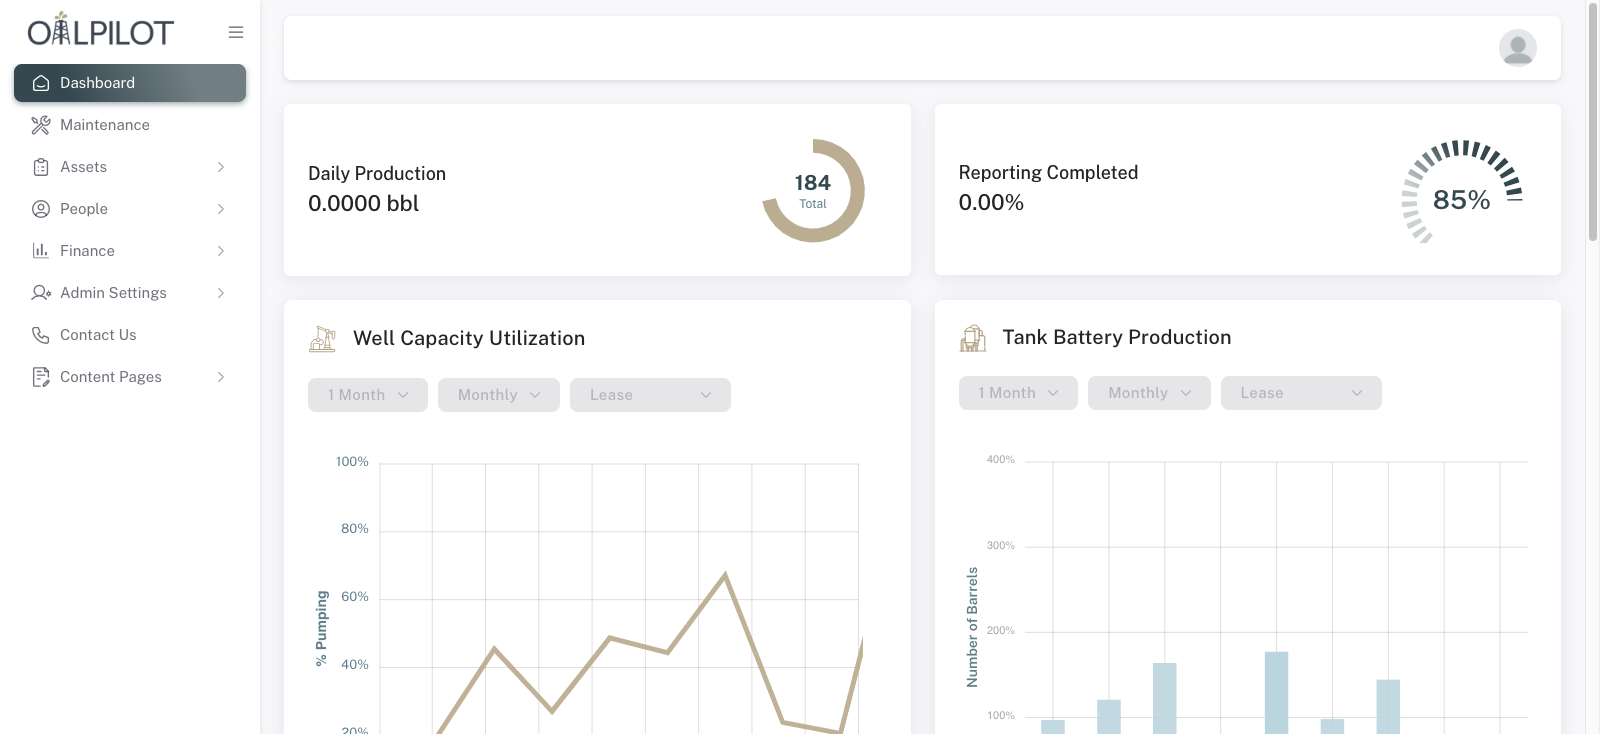 OILPILOT
Dashboard
Maintenance
Assets
People
Finance
Admin Settings
Contact Us
Content Pages
Daily Production
0.0000 bbl
184
Total
Reporting Completed
0.00%
85%
Well Capacity Utilization
1 Month
Monthly
Lease
100%
80%
60%
40%
20%
% Pumping
Tank Battery Production
1 Month
Monthly
Lease
400%
300%
200%
100%
Number of Barrels